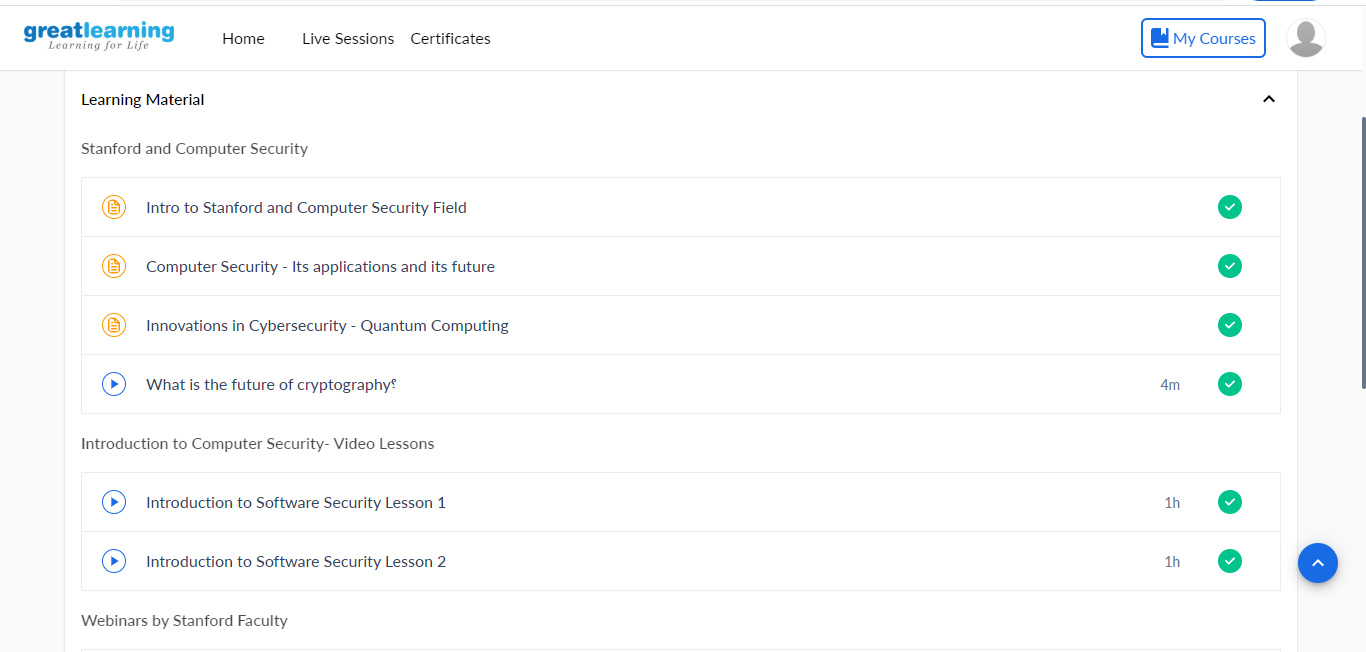 greatlearning
Learning for Life
Home Live Sessions Certificates My Courses
Learning Material
Stanford and Computer Security
Intro to Stanford and Computer Security Field
Computer Security - Its applications and its future
Innovations in Cybersecurity - Quantum Computing
What is the future of cryptography⸮ 4m
Introduction to Computer Security- Video Lessons
Introduction to Software Security Lesson 1 1h
Introduction to Software Security Lesson 2 1h
Webinars by Stanford Faculty